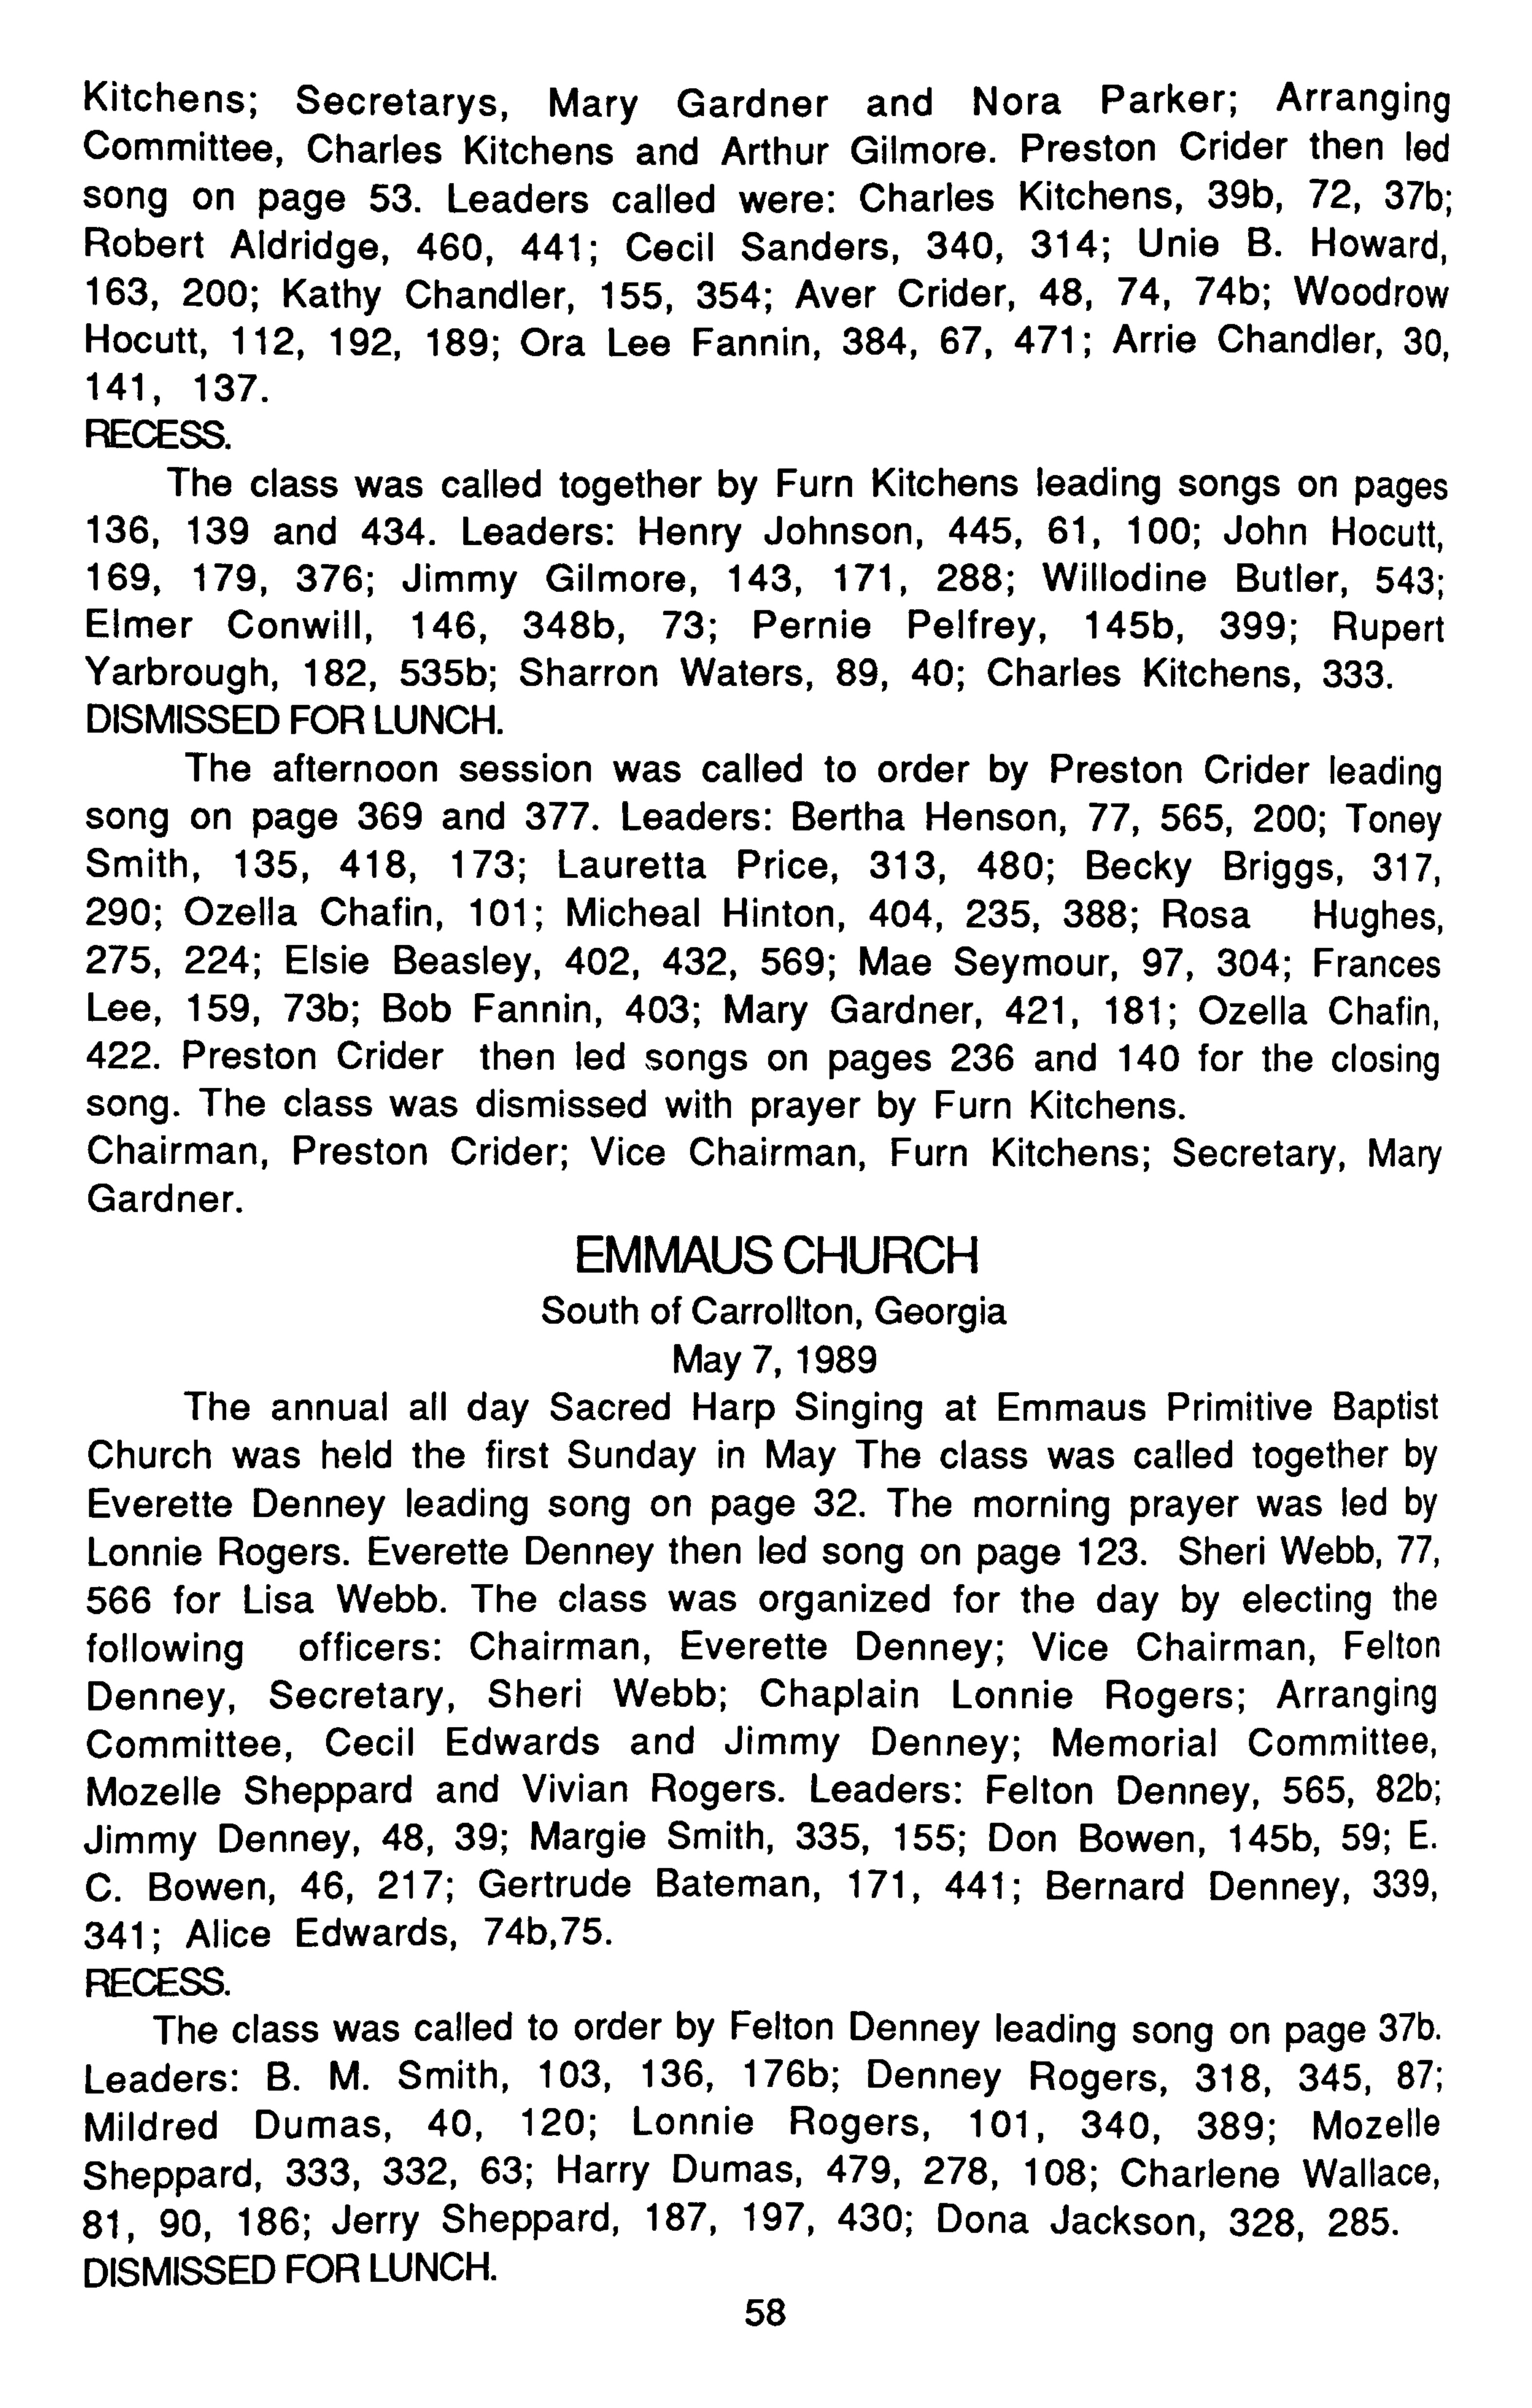 Kitchens; Secretarys, Mary Gardner and Nora Parker; Arranging
Committee, Charles Kitchens and Arthur Gilmore. Preston Crider then led
song on page 53. Leaders called were: Charles Kitchens, 39b, 72, 37b;
Robert Aldridge, 460, 441; Cecil Sanders, 340, 314; Unie B. Howard,
163, 200; Kathy Chandler, 155, 354; Aver Crider, 48, 74, 74b; Woodrow
Hocutt, 112, 192, 189; Ora Lee Fannin, 384, 67, 471; Arrie Chandler, 30,
141, 137.
RECESS.
The class was called together by Furn Kitchens leading songs on pages
136, 139 and 434. Leaders: Henry Johnson, 445, 61, 100; John Hocutt,
169, 179, 376; Jimmy Gilmore, 143, 171, 288; Willodine Butler, 543;
Elmer Conwill, 146, 348b, 73; Pernie Pelfrey, 145b, 399; Rupert
Yarbrough, 182, 535b; Sharron Waters, 89, 40; Charles Kitchens, 333.
DISMISSED FOR LUNCH.
The afternoon session was called to order by Preston Crider leading
song on page 369 and 377. Leaders: Bertha Henson, 77, 565, 200; Toney
Smith, 135, 418, 173; Lauretta Price, 313, 480; Becky Briggs, 317,
290; Ozella Chafin, 101; Micheal Hinton, 404, 235, 388; Rosa Hughes,
275, 224; Elsie Beasley, 402, 432, 569; Mae Seymour, 97, 304; Frances
Lee, 159, 73b; Bob Fannin, 403; Mary Gardner, 421, 181; Ozella Chafin,
422. Preston Crider then led songs on pages 236 and 140 for the closing
song. The class was dismissed with prayer by Furn Kitchens.
Chairman, Preston Crider; Vice Chairman, Furn Kitchens; Secretary, Mary
Gardner.
EMMAUS CHURCH
South of Carrollton, Georgia
May 7, 1989
The annual all day Sacred Harp Singing at Emmaus Primitive Baptist
Church was held the first Sunday in May The class was called together by
Everette Denney leading song on page 32. The morning prayer was led by
Lonnie Rogers. Everette Denney then led song on page 123. Sheri Webb, 77,
566 for Lisa Webb. The class was organized for the day by electing the
following officers: Chairman, Everette Denney; Vice Chairman, Felton
Denney, Secretary, Sheri Webb; Chaplain Lonnie Rogers; Arranging
Committee, Cecil Edwards and Jimmy Denney; Memorial Committee,
Mozelle Sheppard and Vivian Rogers. Leaders: Felton Denney, 565, 82b;
Jimmy Denney, 48, 39; Margie Smith, 335, 155; Don Bowen, 145b, 59; E.
C. Bowen, 46, 217; Gertrude Bateman, 171, 441; Bernard Denney, 339,
341; Alice Edwards, 74b,75.
RECESS.
The class was called to order by Felton Denney leading song on page 37b.
Leaders: B. M. Smith, 103, 136, 176b; Denney Rogers, 318, 345, 87;
Mildred Dumas, 40, 120; Lonnie Rogers, 101, 340, 389; Mozelle
Sheppard, 333, 332, 63; Harry Dumas, 479, 278, 108; Charlene Wallace,
81, 90, 186; Jerry Sheppard, 187, 197, 430; Dona Jackson, 328, 285.
DISMISSED FOR LUNCH.
58